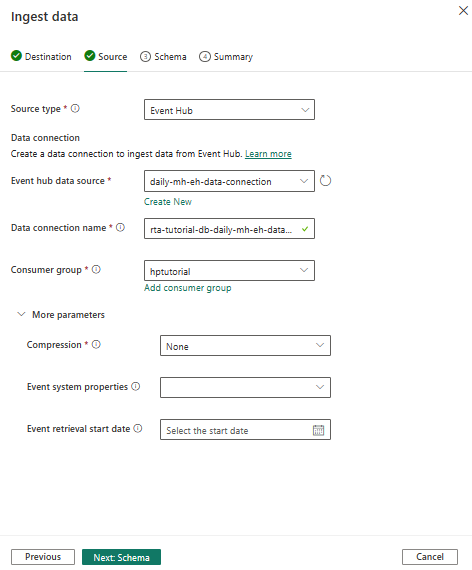 Ingest data
Destination
Source
3 Schema
4 Summary
Source type *
Event Hub
Data connection
Create a data connection to ingest data from Event Hub. Learn more
Event hub data source *
daily-mh-eh-data-connection
Create New
Data connection name *
rta-tutorial-db-daily-mh-eh-data...
Consumer group *
hptutorial
Add consumer group
More parameters
Compression *
None
Event system properties
Event retrieval start date
Select the start date
Previous
Next: Schema
Cancel